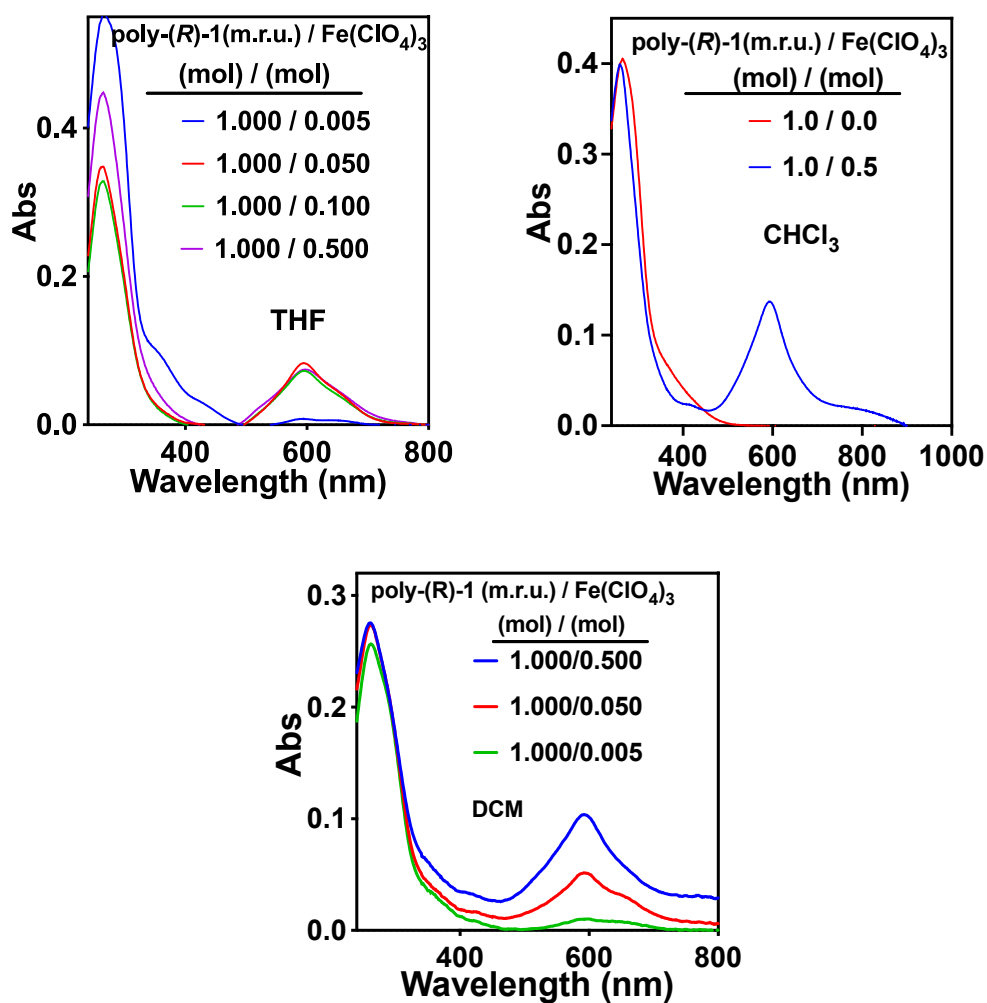 poly-(R)-1(m.r.u.) / Fe(ClO4)3
(mol) / (mol)
1.000 / 0.005
1.000 / 0.050
1.000 / 0.100
1.000 / 0.500
THF
Abs
0.4
0.2
0.0
400
600
800
Wavelength (nm)
poly-(R)-1(m.r.u.) / Fe(ClO4)3
(mol) / (mol)
1.0 / 0.0
1.0 / 0.5
CHCl3
Abs
0.4
0.3
0.2
0.1
0.0
400
600
800
1000
Wavelength (nm)
poly-(R)-1 (m.r.u.) / Fe(ClO4)3
(mol) / (mol)
1.000/0.500
1.000/0.050
1.000/0.005
DCM
Abs
0.3
0.2
0.1
0.0
400
600
800
Wavelength (nm)